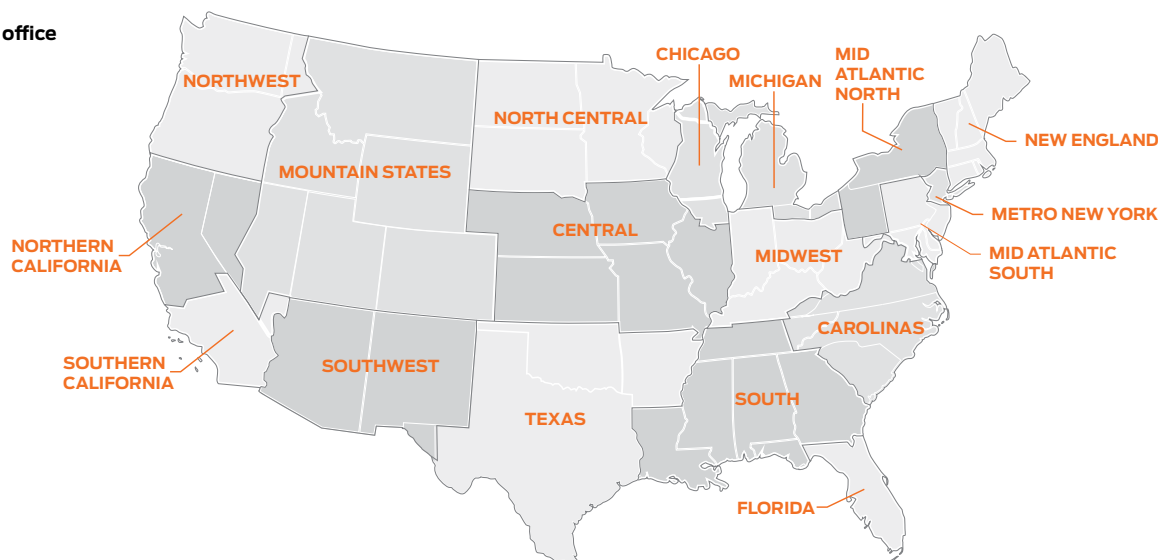 office
CHICAGO
MID
ATLANTIC
NORTH
NORTHWEST
MICHIGAN
NORTH CENTRAL
NEW ENGLAND
MOUNTAIN STATES
METRO NEW YORK
CENTRAL
NORTHERN
CALIFORNIA
MIDWEST
MID ATLANTIC
SOUTH
CAROLINAS
SOUTHERN
CALIFORNIA
SOUTHWEST
SOUTH
TEXAS
FLORIDA